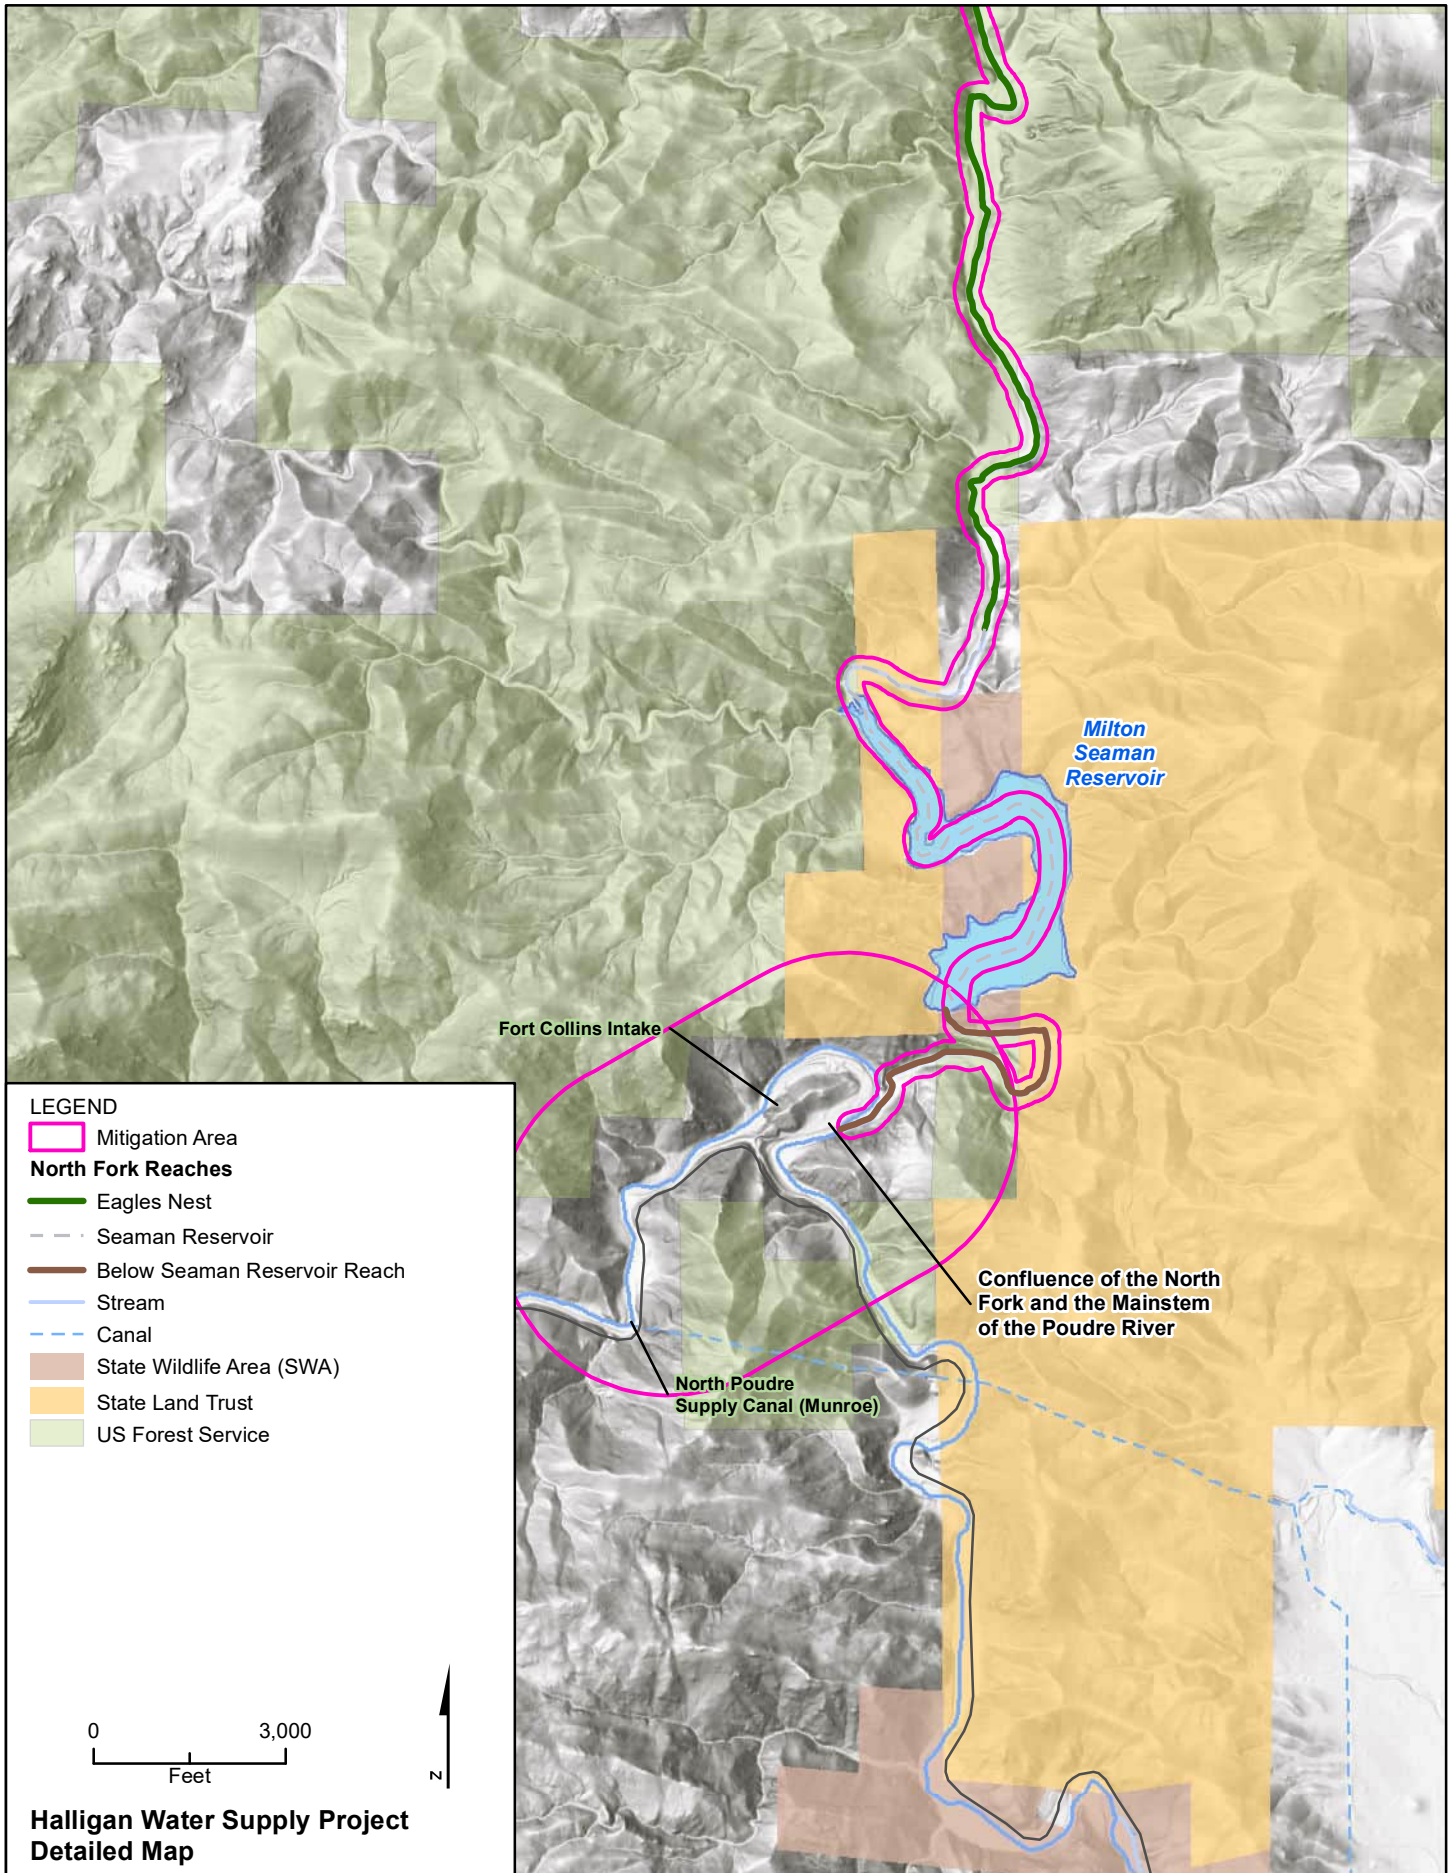 Milton
Seaman
Reservoir
Fort Collins Intake
Confluence of the North
Fork and the Mainstem
of the Poudre River
North Poudre
Supply Canal (Munroe)
LEGEND
Mitigation Area
North Fork Reaches
Eagles Nest
Seaman Reservoir
Below Seaman Reservoir Reach
Stream
Canal
State Wildlife Area (SWA)
State Land Trust
US Forest Service
0 3,000
Feet
N
Halligan Water Supply Project
Detailed Map